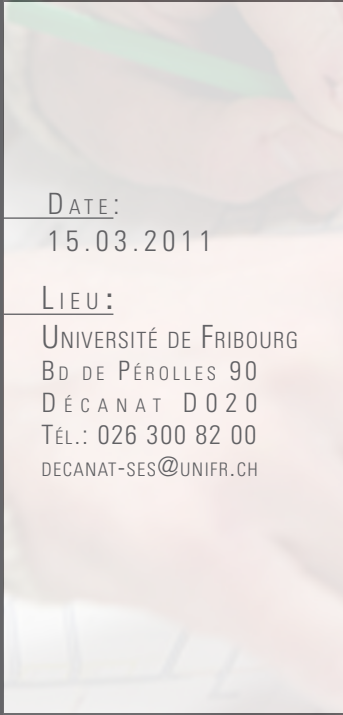 Date:
15.03.2011
Lieu:
Université de Fribourg
Bd de Pérolles 90
Décanat D020
Tél.: 026 300 82 00
decanat-ses@unifr.ch